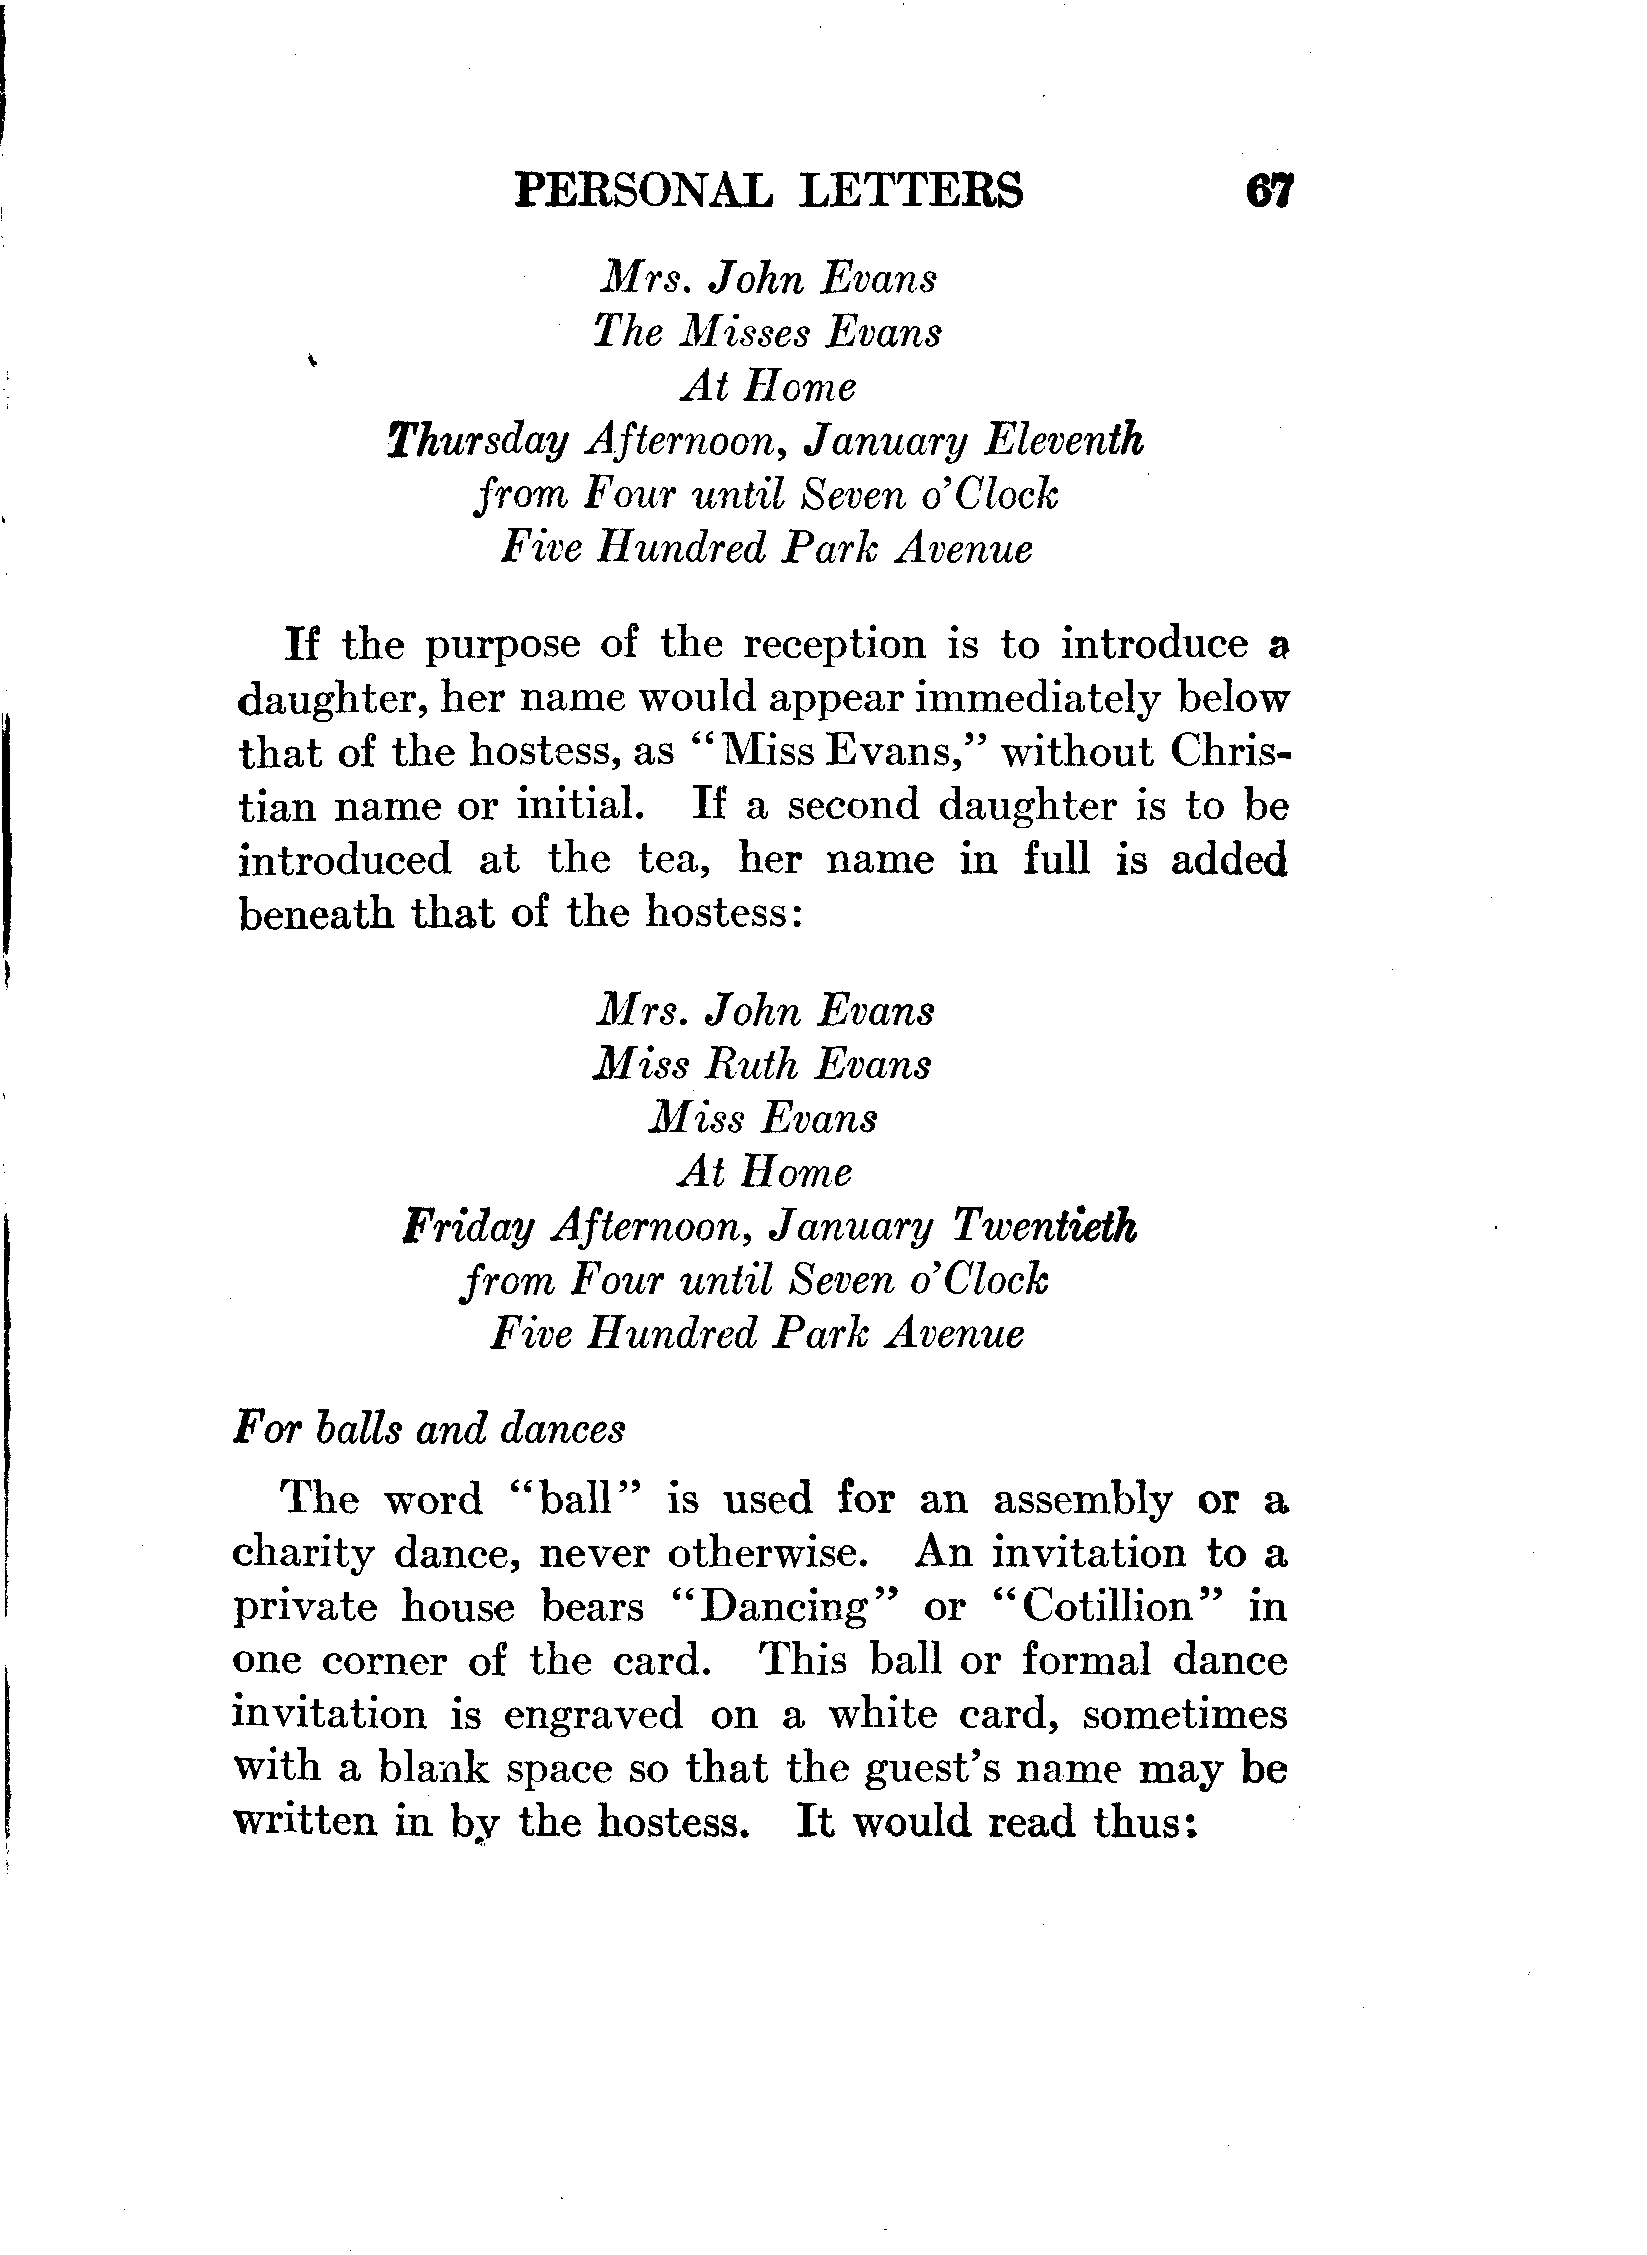 PERSONAL LETTERS 67
Mrs. John Evans
The Misses Evans
At Home
Thursday Afternoon, January Eleventh
from Four until Seven o'Clock
Five Hundred Park Avenue
If the purpose of the reception is to introduce a
daughter, her name would appear immediately below
that of the hostess, as “Miss Evans,” without Chris-
tian name or initial. If a second daughter is to be
introduced at the tea, her name in full is added
beneath that of the hostess:
Mrs. John Evans
Miss Ruth Evans
Miss Evans
At Home
Friday Afternoon, January Twentieth
from Four until Seven o'Clock
Five Hundred Park Avenue
For balls and dances
The word “ball” is used for an assembly or a
charity dance, never otherwise. An invitation to a
private house bears “Dancing” or “Cotillion” in
one corner of the card. This ball or formal dance
invitation is engraved on a white card, sometimes
with a blank space so that the guest's name may be
written in by the hostess. It would read thus: